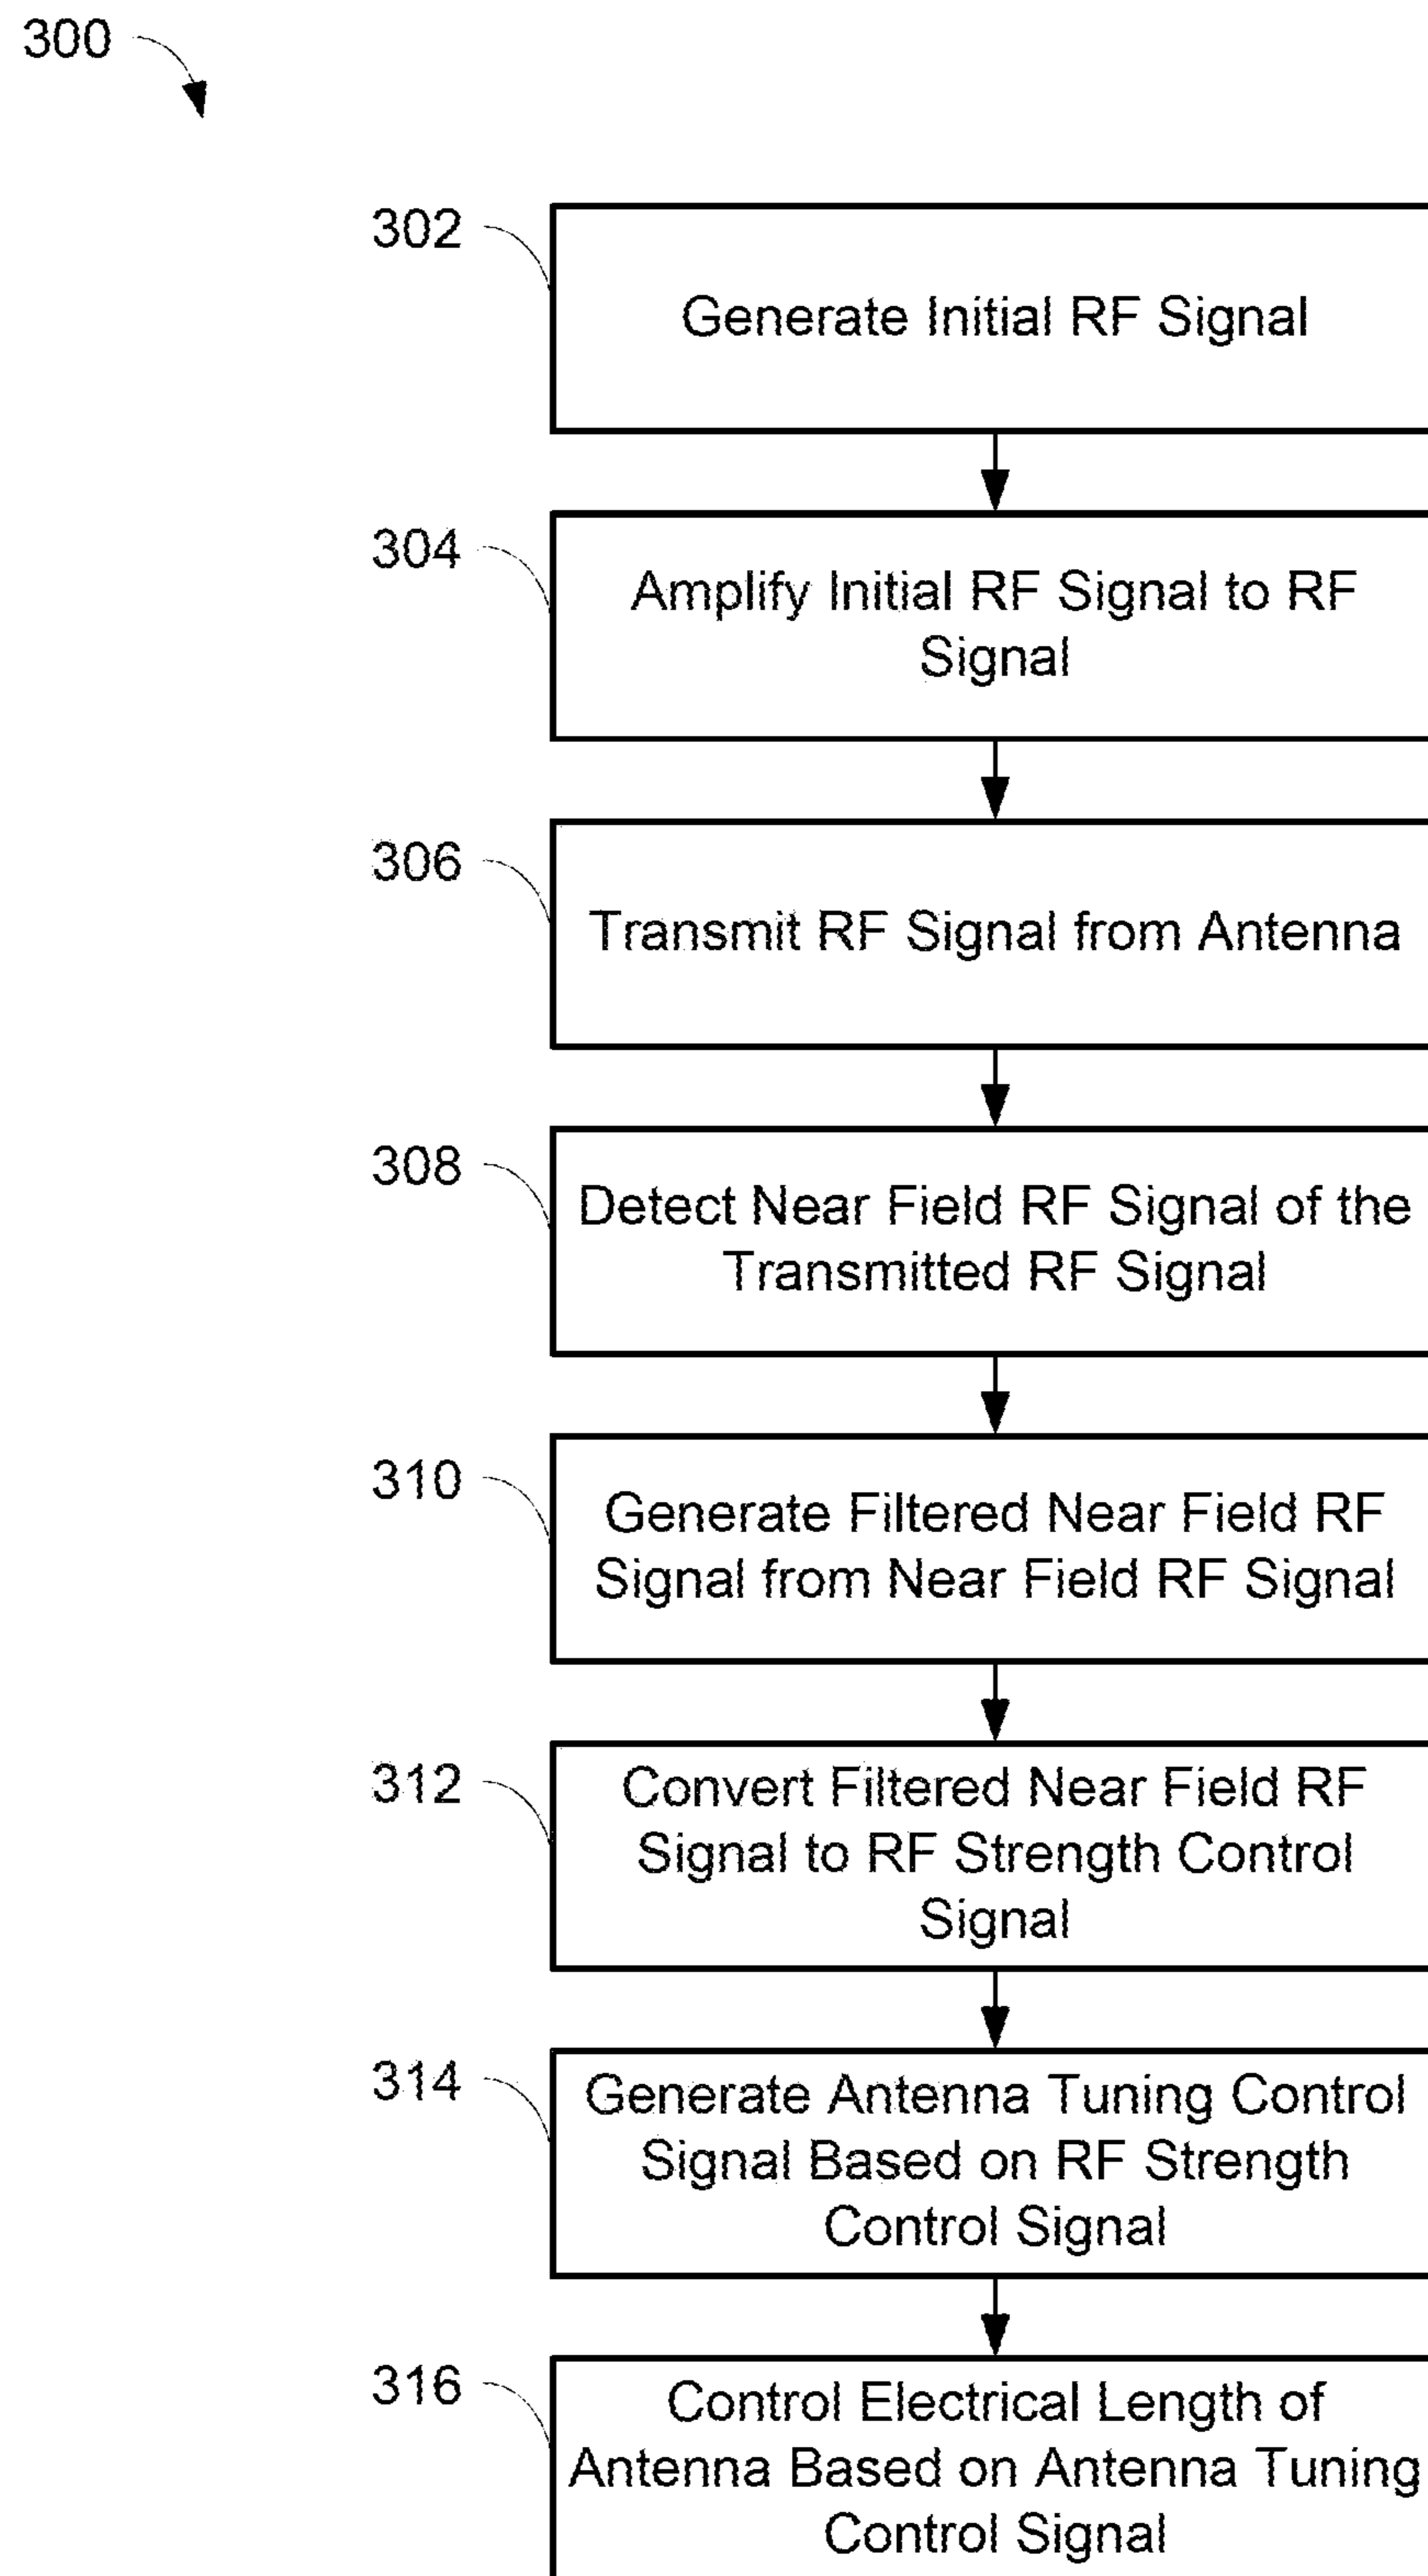 300
302
Generate Initial RF Signal
304
Amplify Initial RF Signal to RF
Signal
306
Transmit RF Signal from Antenna
308
Detect Near Field RF Signal of the
Transmitted RF Signal
310
Generate Filtered Near Field RF
Signal from Near Field RF Signal
312
Convert Filtered Near Field RF
Signal to RF Strength Control
Signal
314
Generate Antenna Tuning Control
Signal Based on RF Strength
Control Signal
316
Control Electrical Length of
Antenna Based on Antenna Tuning
Control Signal